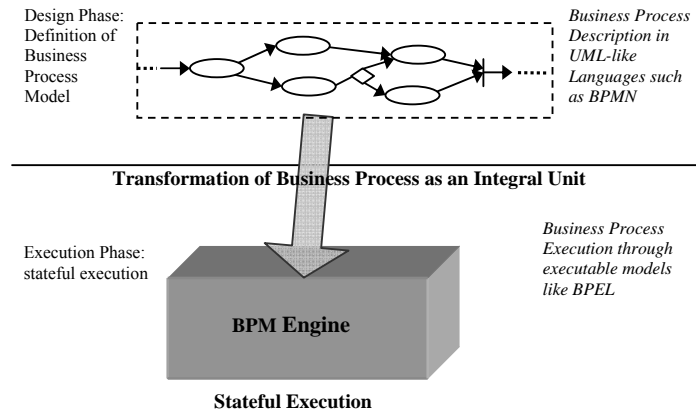 Design Phase:
Definition of
Business
Process
Model
Business Process
Description in
UML-like
Languages such
as BPMN
Transformation of Business Process as an Integral Unit
Execution Phase:
stateful execution
Business Process
Execution through
executable models
like BPEL
BPM Engine
Stateful Execution